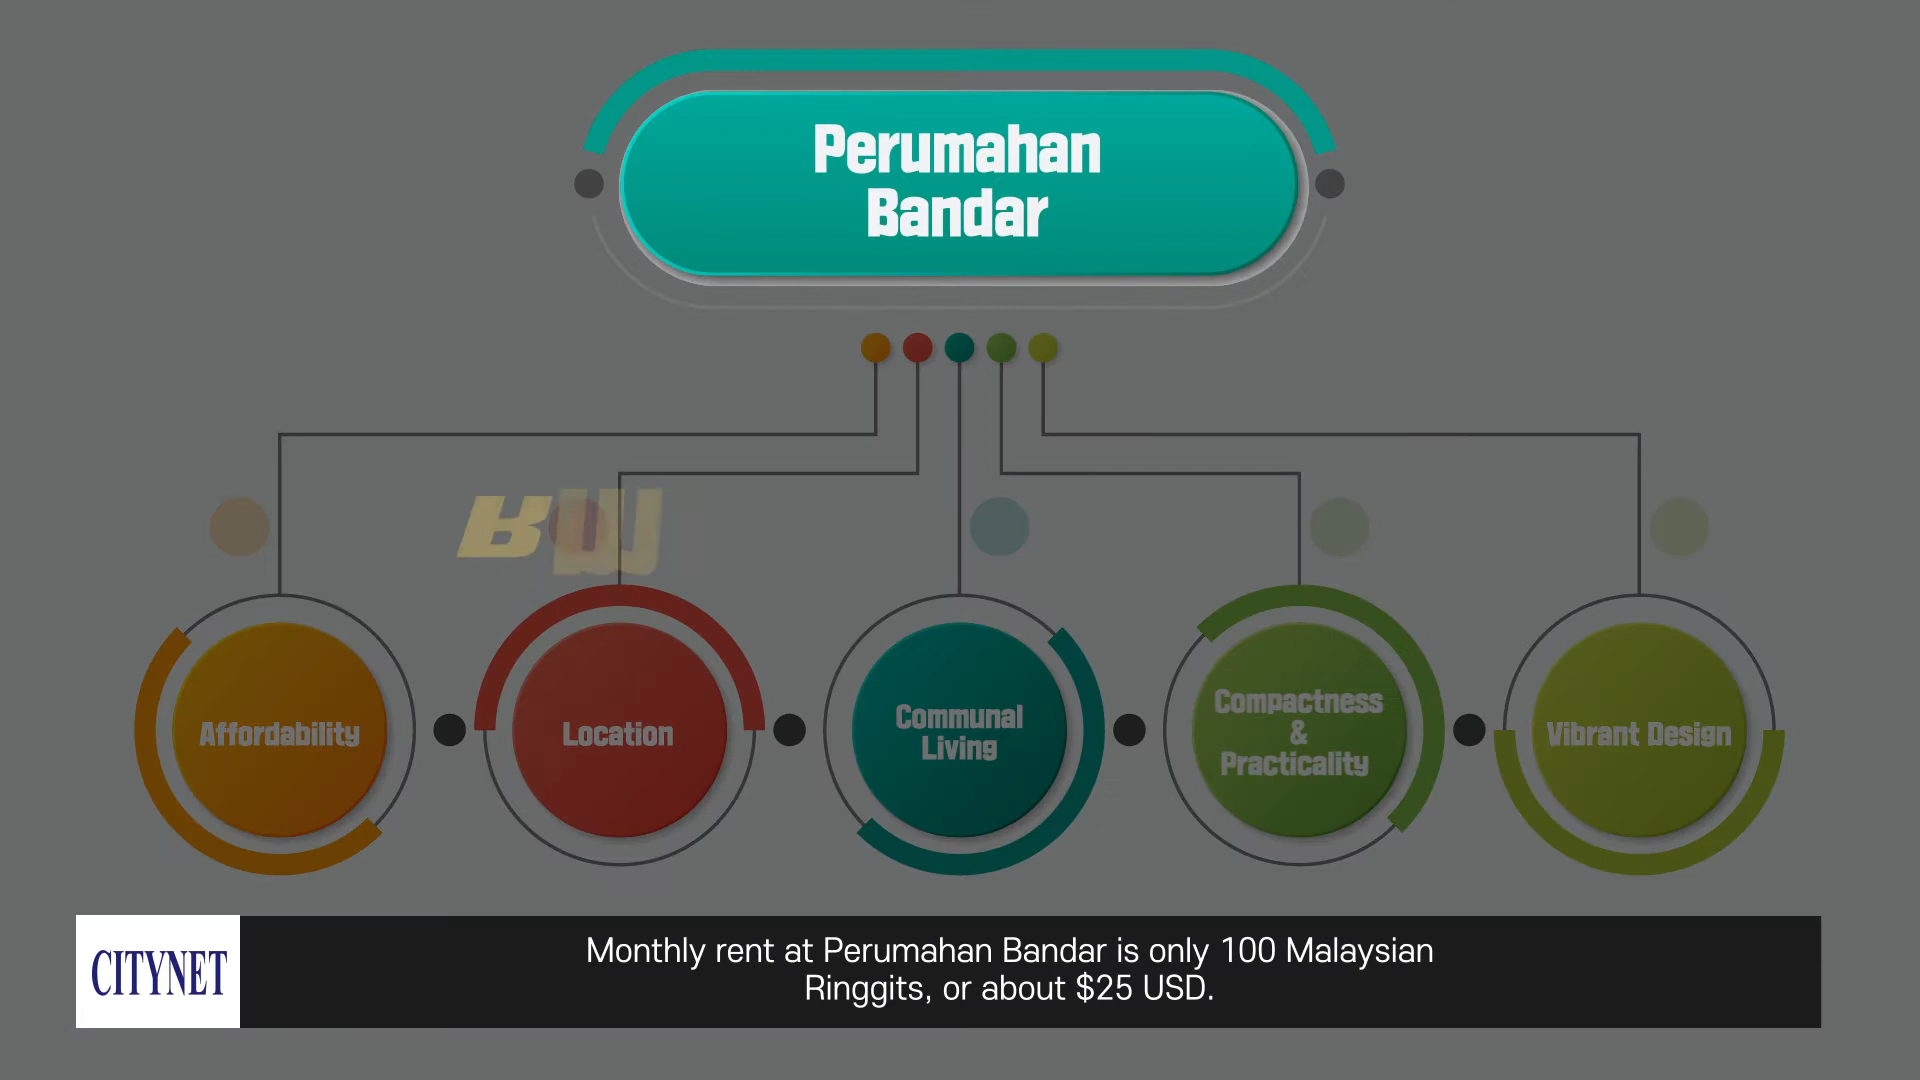 Perumahan
Bandar
Affordability
Location
Communal
Living
Compactness
&
Practicality
Vibrant Design
CITYNET
Monthly rent at Perumahan Bandar is only 100 Malaysian
Ringgits, or about $25 USD.